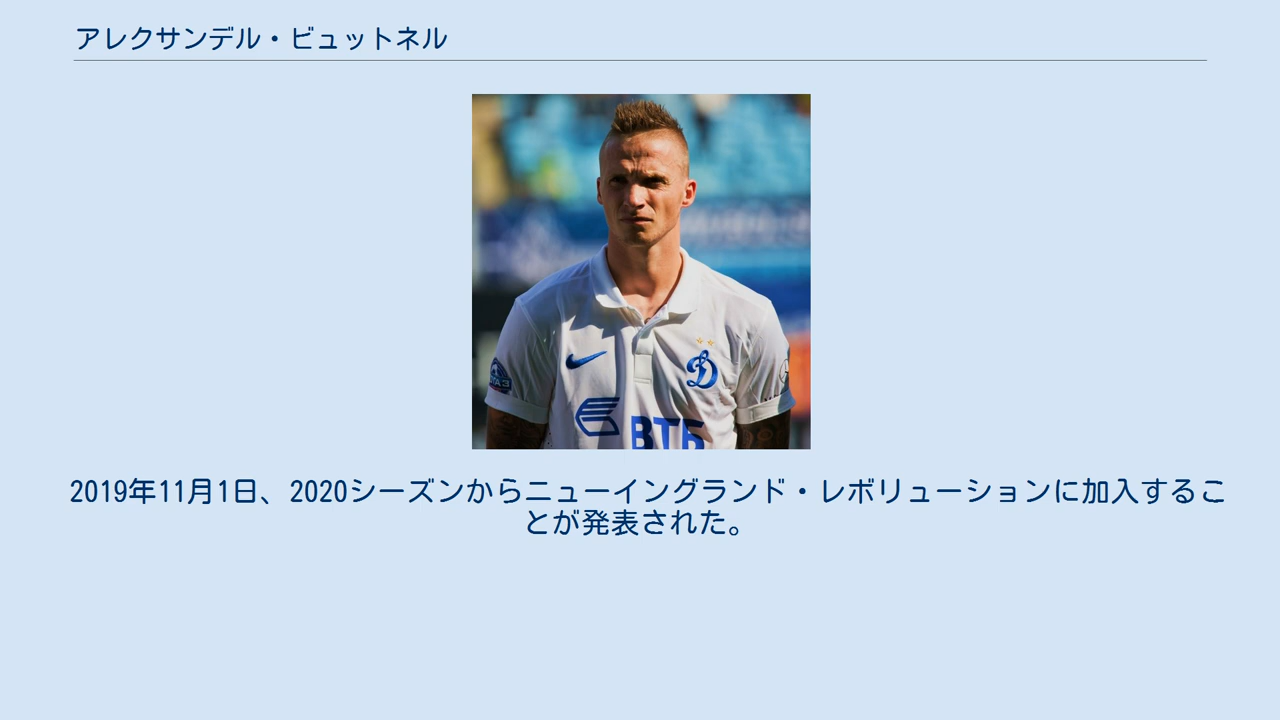 アレクサンデル・ビュットネル
D
ВТБ
2019年11月1日、2020シーズンからニューイングランド・レボリューションに加入するこ
とが発表された。